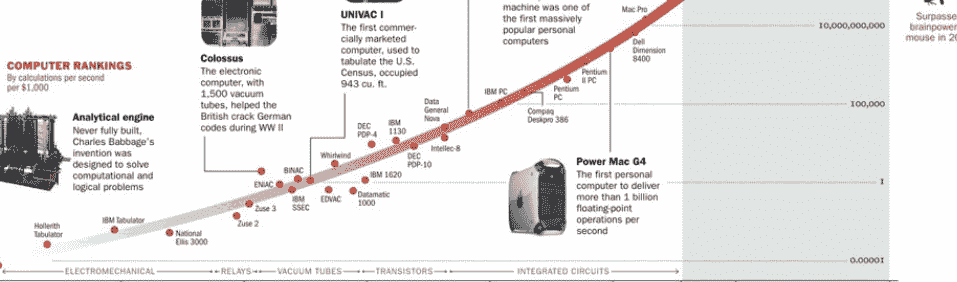 COMPUTER RANKINGS
By calculations per second
per $1,000
Analytical engine
Never fully built,
Charles Babbage's
invention was
designed to solve
computational and
logical problems
Colossus
The electronic
computer, with
1,500 vacuum
tubes, helped the
British crack German
codes during WW II
UNIVAC I
The first commer-
cially marketed
computer, used to
tabulate the U.S.
Census, occupied
943 cu. ft.
machine was one of
the first massively
popular personal
computers
Power Mac G4
The first personal
computer to deliver
more than 1 billion
floating-point
operations per
second
Hollerith
Tabulator
IBM Tabulator
National
Ellis 3000
Zuse 2
Zuse 3
ENIAC
BINAC
IBM
SSEC
Whirlwind
EDVAC
Datamatic
1000
IBM 1620
DEC
PDP-4
IBM
1130
DEC
PDP-10
Data
General
Nova
Intellec-8
IBM PC
Compaq
Deskpro 386
Pentium
PC
Pentium
II PC
Dell
Dimension
8400
Mac Pro
10,000,000,000
100,000
1
0.00001
Surpasse
brainpower
mouse in 20
ELECTROMECHANICAL
RELAYS
VACUUM TUBES
TRANSISTORS
INTEGRATED CIRCUITS